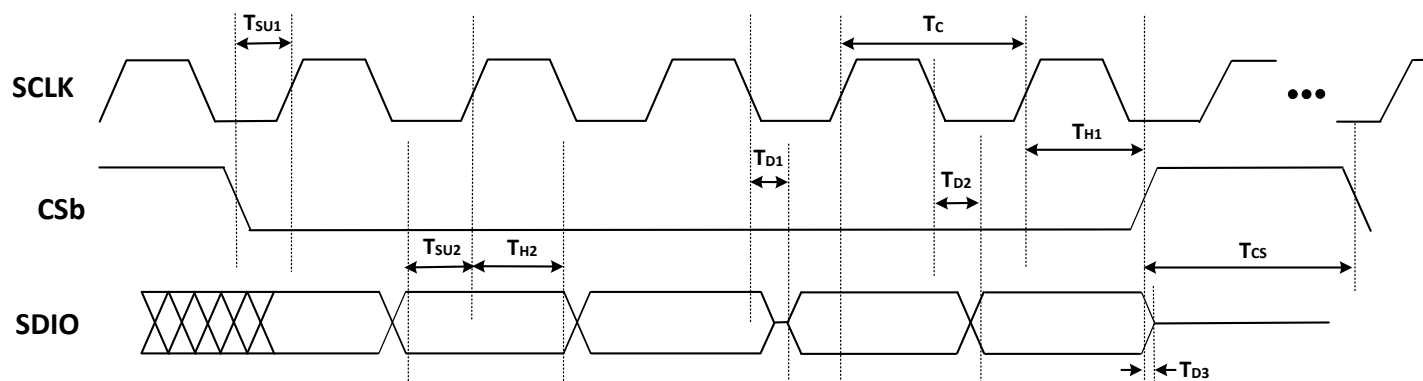 TSU1
TC
SCLK
TH1
TD1
TD2
CSb
TSU2
TH2
TCS
SDIO
TD3